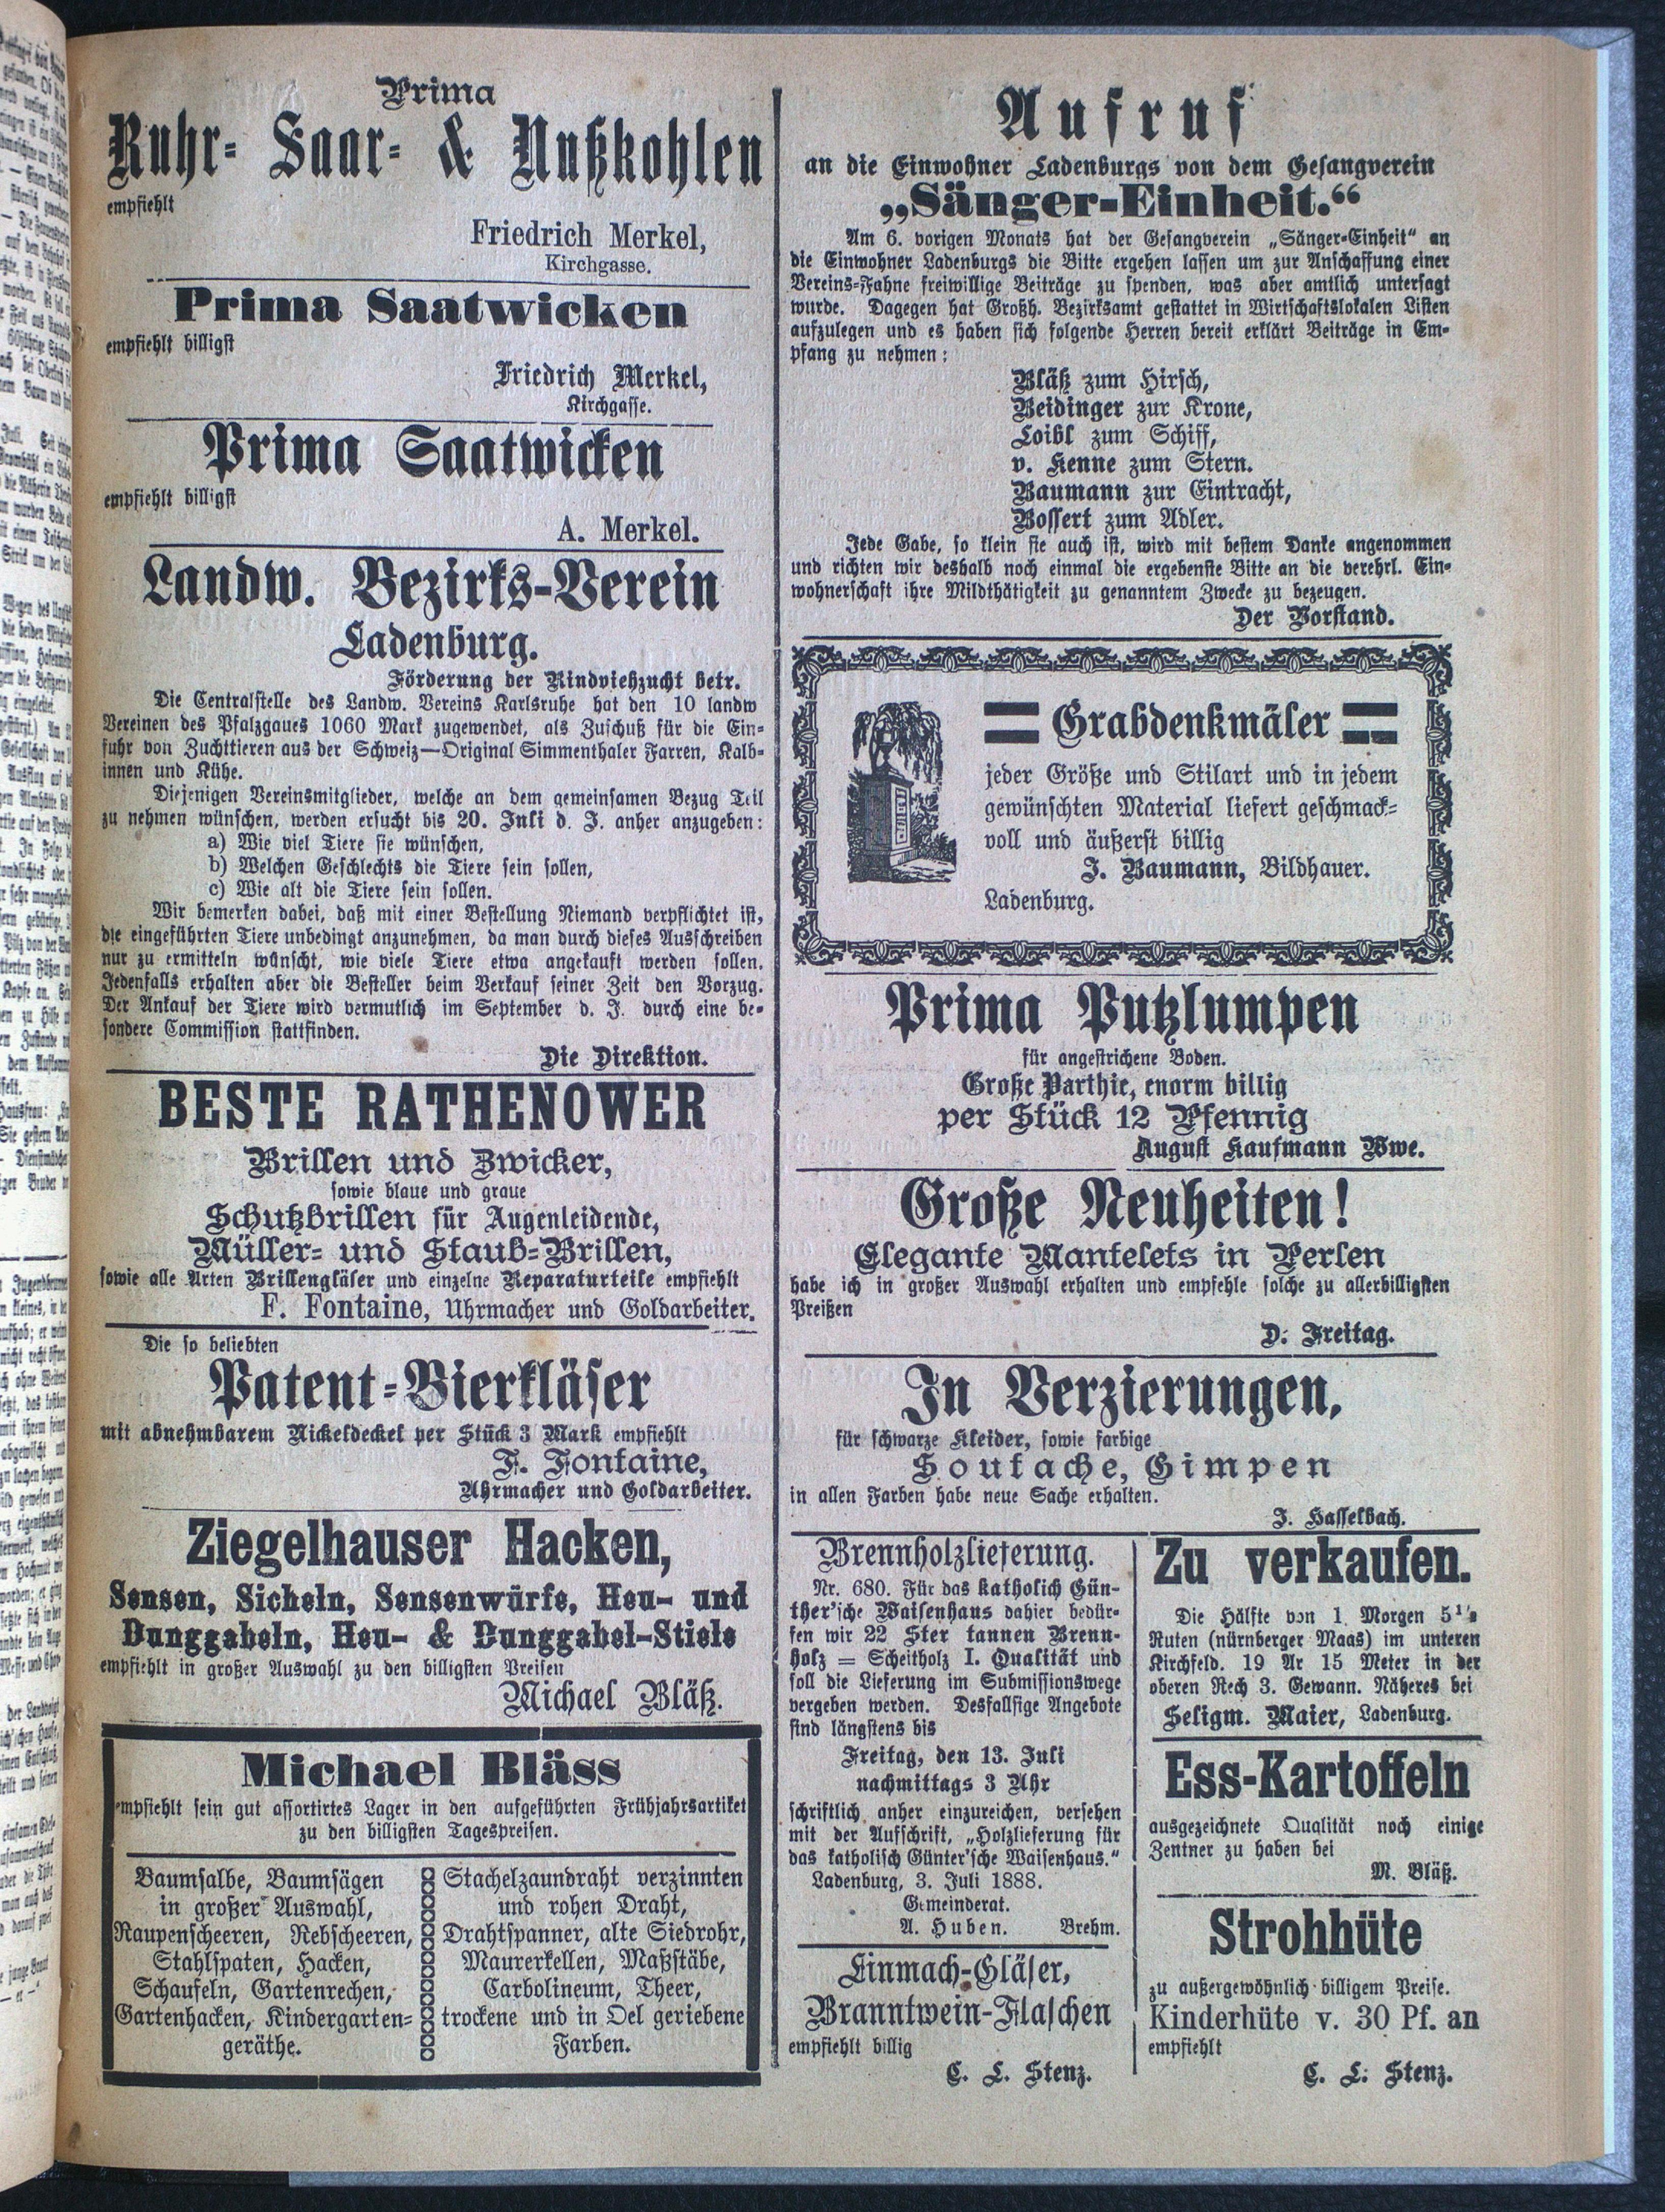 Prima
Ruhr- Saar- & Nußkohlen
empfiehlt
Friedrich Merkel,
Kirchgasse.
Prima Saatwicken
empfiehlt billigst
Friedrich Merkel,
Kirchgasse.
Prima Saatwicken
empfiehlt billigst
A. Merkel.
Landw. Bezirks-Verein
Ladenburg.
Förderung der Rindviehzucht betr.
Die Centralstelle des Landw. Vereins Karlsruhe hat den 10 landw
Vereinen des Pfalzgaues 1060 Mark zugewendet, als Zuschuß für die Ein-
fuhr von Zuchttieren aus der Schweiz—Original Simmenthaler Farren, Kalb-
innen und Kühe.
Diejenigen Vereinsmitglieder, welche an dem gemeinsamen Bezug Teil
zu nehmen wünschen, werden ersucht bis 20. Juli d. J. anher anzugeben:
a) Wie viel Tiere sie wünschen,
b) Welchen Geschlechts die Tiere sein sollen,
c) Wie alt die Tiere sein sollen.
Wir bemerken dabei, daß mit einer Bestellung Niemand verpflichtet ist,
die eingeführten Tiere unbedingt anzunehmen, da man durch dieses Ausschreiben
nur zu ermitteln wünscht, wie viele Tiere etwa angekauft werden sollen.
Jedenfalls erhalten aber die Besteller beim Verkauf seiner Zeit den Vorzug.
Der Ankauf der Tiere wird vermutlich im September d. J. durch eine be-
sondere Commission stattfinden.
Die Direktion.
BESTE RATHENOWER
Brillen und Zwicker,
sowie blaue und graue
Schutzbrillen für Augenleidende,
Müller- und Staub-Brillen,
sowie alle Arten Brillengläser und einzelne Reparaturteile empfiehlt
F. Fontaine, Uhrmacher und Goldarbeiter.
Die so beliebten
Patent-Bierkläser
mit abnehmbarem Nickeldeckel per Stück 3 Mark empfiehlt
F. Fontaine,
Uhrmacher und Goldarbeiter.
Ziegelhauser Hacken,
Sensen, Sicheln, Sensenwürfe, Heu- und
Dunggabeln, Heu- & Dunggabel-Stiele
empfiehlt in großer Auswahl zu den billigsten Preisen
Michael Bläß.
Michael Bläss
empfiehlt sein gut assortirtes Lager in den aufgeführten Frühjahrsartikel
zu den billigsten Tagespreisen.
Baumsalbe, Baumsägen
in großer Auswahl,
Raupenscheeren, Rebscheeren,
Stahlspaten, Hacken,
Schaufeln, Gartenrechen,
Gartenhacken, Kindergarten-
geräthe.
Stachelzaundraht verzinnten
und rohen Draht,
Drahtspanner, alte Siedrohr,
Maurerkellen, Maßstäbe,
Carbolineum, Theer,
trockene und in Oel geriebene
Farben.
Aufruf
an die Einwohner Ladenburgs von dem Gesangverein
„Sänger-Einheit.“
Am 6. vorigen Monats hat der Gesangverein „Sänger-Einheit“ an
die Einwohner Ladenburgs die Bitte ergehen lassen um zur Anschaffung einer
Vereins-Fahne freiwillige Beiträge zu spenden, was aber amtlich untersagt
wurde. Dagegen hat Großh. Bezirksamt gestattet in Wirtschaftslokalen Listen
aufzulegen und es haben sich folgende Herren bereit erklärt Beiträge in Em-
pfang zu nehmen:
Bläß zum Hirsch,
Beidinger zur Krone,
Loibl zum Schiff,
v. Kenne zum Stern.
Baumann zur Eintracht,
Bossert zum Adler.
Jede Gabe, so klein sie auch ist, wird mit bestem Danke angenommen
und richten wir deshalb noch einmal die ergebenste Bitte an die verehrl. Ein-
wohnerschaft ihre Mildthätigkeit zu genanntem Zwecke zu bezeugen.
Der Vorstand.
Grabdenkmäler
jeder Größe und Stilart und in jedem
gewünschten Material liefert geschmack-
voll und äußerst billig
J. Baumann, Bildhauer.
Ladenburg.
Prima Putzlumpen
für angestrichene Boden.
Große Parthie, enorm billig
per Stück 12 Pfennig
August Kaufmann Wwe.
Große Neuheiten!
Elegante Mantelets in Perlen
habe ich in großer Auswahl erhalten und empfehle solche zu allerbilligsten
Preißen
D. Freitag.
In Verzierungen,
für schwarze Kleider, sowie farbige
Soutache, Gimpen
in allen Farben habe neue Sache erhalten.
J. Hasselbach.
Brennholzlieferung.
Nr. 680. Für das katholich Gün-
ther'sche Waisenhaus dahier bedür-
fen wir 22 Ster tannen Brenn-
holz = Scheitholz I. Qualität und
soll die Lieferung im Submissionswege
vergeben werden. Desfallsige Angebote
sind längstens bis
Freitag, den 13. Juli
nachmittags 3 Uhr
schriftlich anher einzureichen, versehen
mit der Aufschrift, „Holzlieferung für
das katholisch Günter'sche Waisenhaus.“
Ladenburg, 3. Juli 1888.
Gemeinderat.
A. Huben. Brehm.
Einmach-Gläser,
Branntwein-Flaschen
empfiehlt billig
C. L. Stenz.
Zu verkaufen.
Die Hälfte von 1 Morgen 5
Ruten (nürnberger Maas) im unteren
Kirchfeld. 19 Ar 15 Meter in der
oberen Rech 3. Gewann. Näheres bei
Seligm. Maier, Ladenburg.
Ess-Kartoffeln
ausgezeichnete Qualität noch einige
Zentner zu haben bei
M. Bläß.
Strohhüte
zu außergewöhnlich billigem Preise.
Kinderhüte v. 30 Pf. an
empfiehlt
C. L. Stenz.